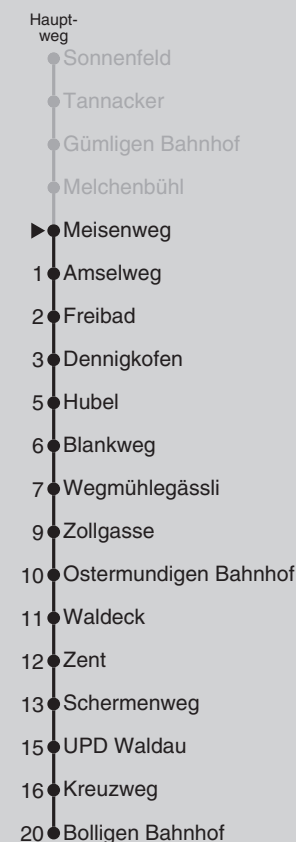 Haupt-
weg
Sonnenfeld
Tannacker
Gümligen Bahnhof
Melchenbühl
Meisenweg
1 Amselweg
2 Freibad
3 Dennigkofen
5 Hubel
6 Blankweg
7 Wegmühlegässli
9 Zollgasse
10 Ostermundigen Bahnhof
11 Waldeck
12 Zent
13 Schermenweg
15 UPD Waldau
16 Kreuzweg
20 Bolligen Bahnhof